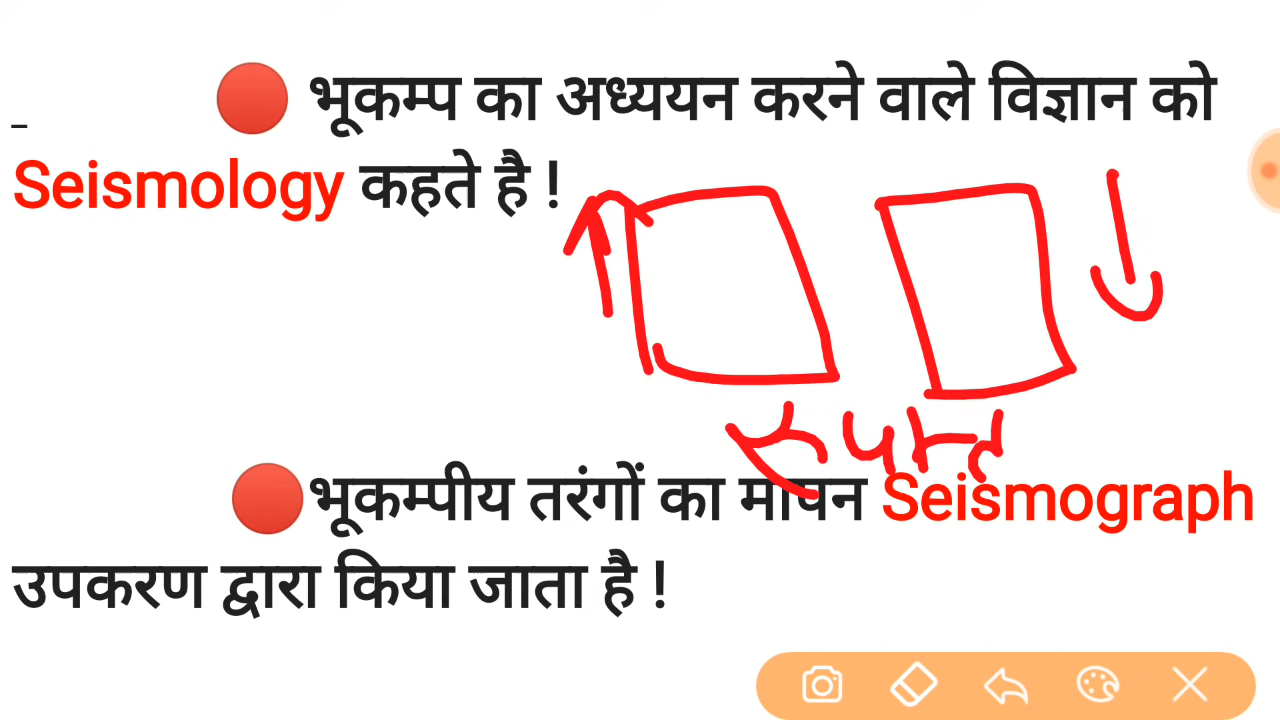 भूकम्प का अध्ययन करने वाले विज्ञान को
Seismology कहते है !
भूकम्पीय तरंगों का मापन Seismograph
उपकरण द्वारा किया जाता है !